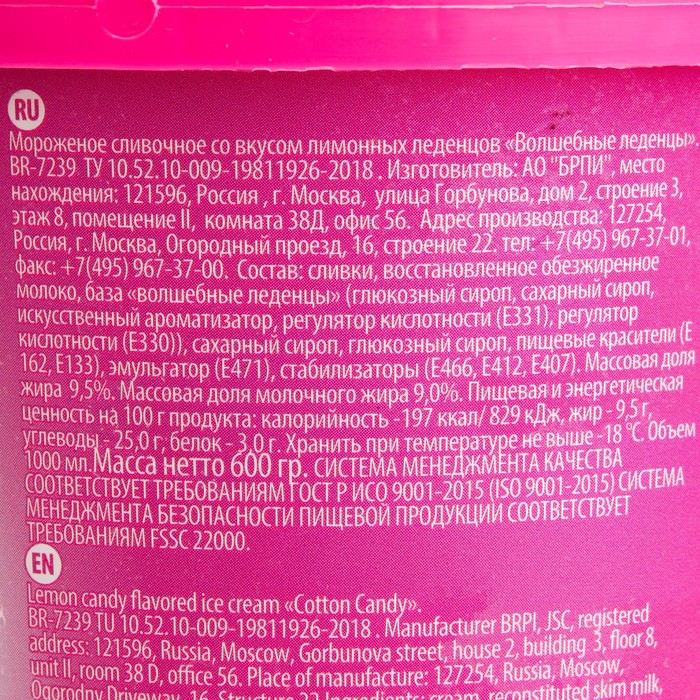 RU
Мороженое сливочное со вкусом лимонных леденцов «Волшебные леденцы».
BR-7239 ТУ 10.52.10-009-19811926-2018 . Изготовитель: АО "БРПИ", место
нахождения: 121596, Россия , г. Москва, улица Горбунова, дом 2, строение 3,
этаж 8, помещение II, комната 38Д, офис 56. Адрес производства: 127254,
Россия, г. Москва, Огородный проезд, 16, строение 22. тел: +7(495) 967-37-01,
факс: +7(495) 967-37-00. Состав: сливки, восстановленное обезжиренное
молоко, база «волшебные леденцы» (глюкозный сироп, сахарный сироп,
искусственный ароматизатор, регулятор кислотности (Е331), регулятор
кислотности (Е330)), сахарный сироп, глюкозный сироп, пищевые красители (Е
162, Е133), эмульгатор (Е471), стабилизаторы (Е466, Е412, Е407). Массовая доля
жира 9,5%. Массовая доля молочного жира 9,0%. Пищевая и энергетическая
ценность на 100 г продукта: калорийность -197 ккал/ 829 кДж, жир - 9,5 г,
углеводы - 25,0 г, белок - 3,0 г. Хранить при температуре не выше -18 °С. Объем
1000 мл. Масса нетто 600 гр. СИСТЕМА МЕНЕДЖМЕНТА КАЧЕСТВА
СООТВЕТСТВУЕТ ТРЕБОВАНИЯМ ГОСТ Р ИСО 9001-2015 (ISO 9001-2015) СИСТЕМА
МЕНЕДЖМЕНТА БЕЗОПАСНОСТИ ПИЩЕВОЙ ПРОДУКЦИИ СООТВЕТСТВУЕТ
ТРЕБОВАНИЯМ FSSC 22000.
EN
Lemon candy flavored ice cream «Cotton Candy».
BR-7239 TU 10.52.10-009-19811926-2018 . Manufacturer BRPI, JSC, registered
address: 121596, Russia, Moscow, Gorbunova street, house 2, building 3, floor 8,
unit II, room 38 D, office 56. Place of manufacture: 127254, Russia, Moscow,
Ogorodny Driveway, 16, Structure 22 Ingredients: cream, reconstituted skim milk,